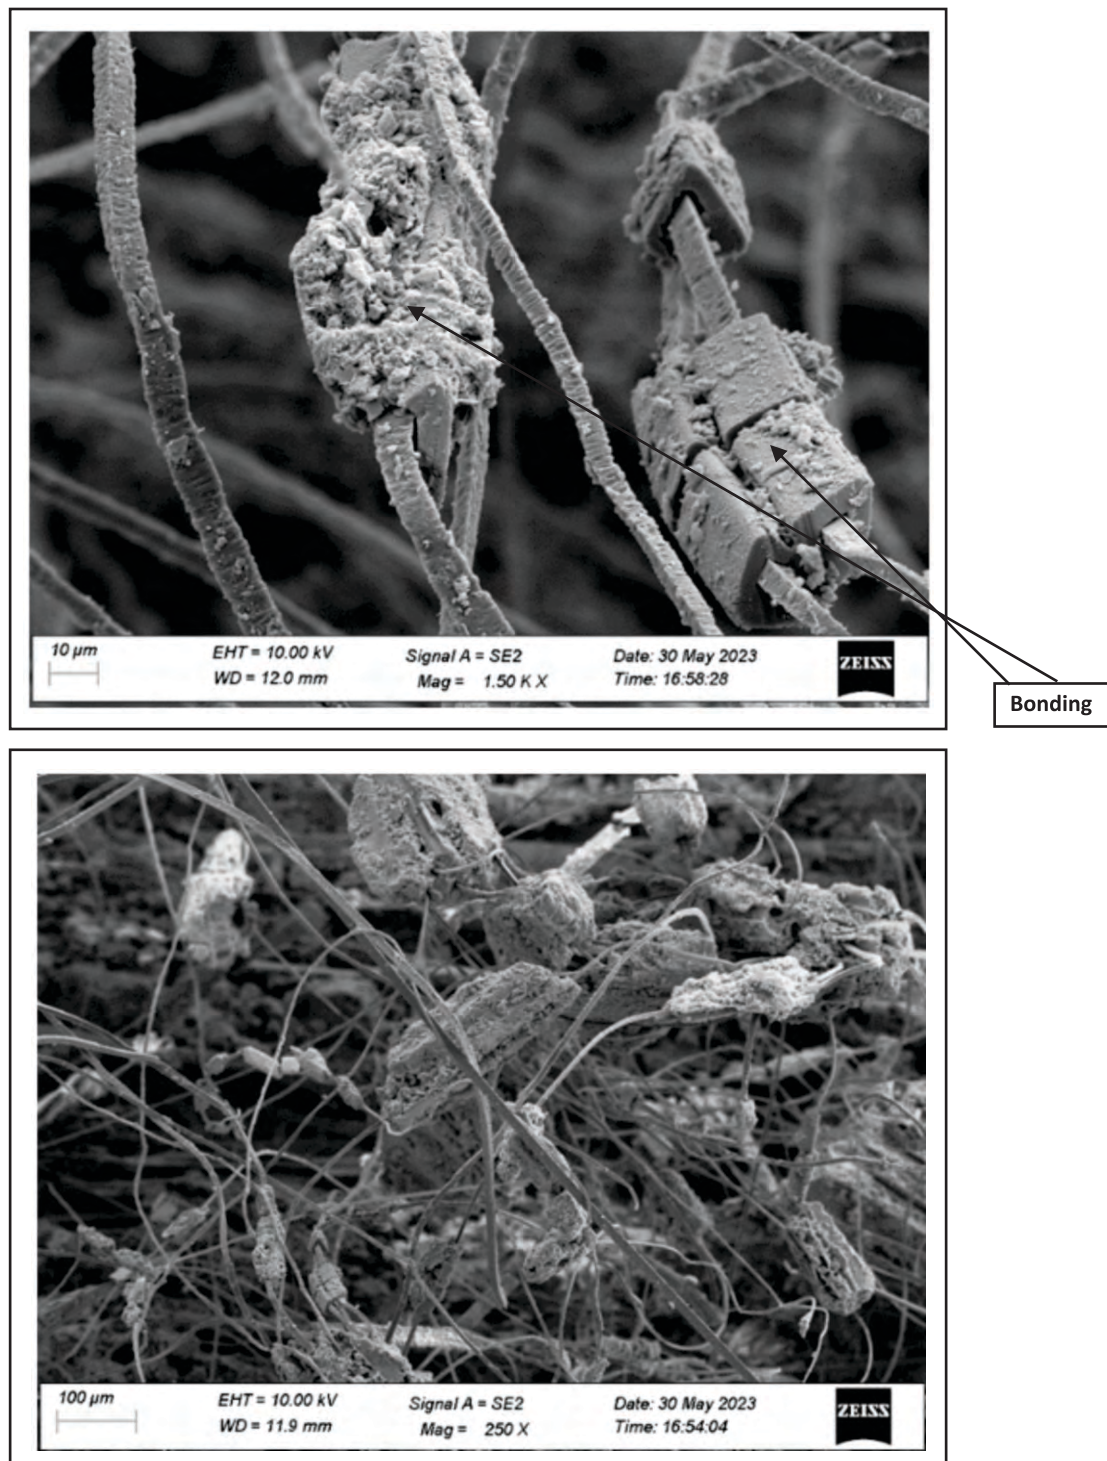 10 µm
EHT = 10.00 kV
WD = 12.0 mm
Signal A = SE2
Mag = 1.50 K X
Date: 30 May 2023
Time: 16:58:28
ZEISS
Bonding
100 µm
EHT = 10.00 kV
WD = 11.9 mm
Signal A = SE2
Mag = 250 X
Date: 30 May 2023
Time: 16:54:04
ZEISS